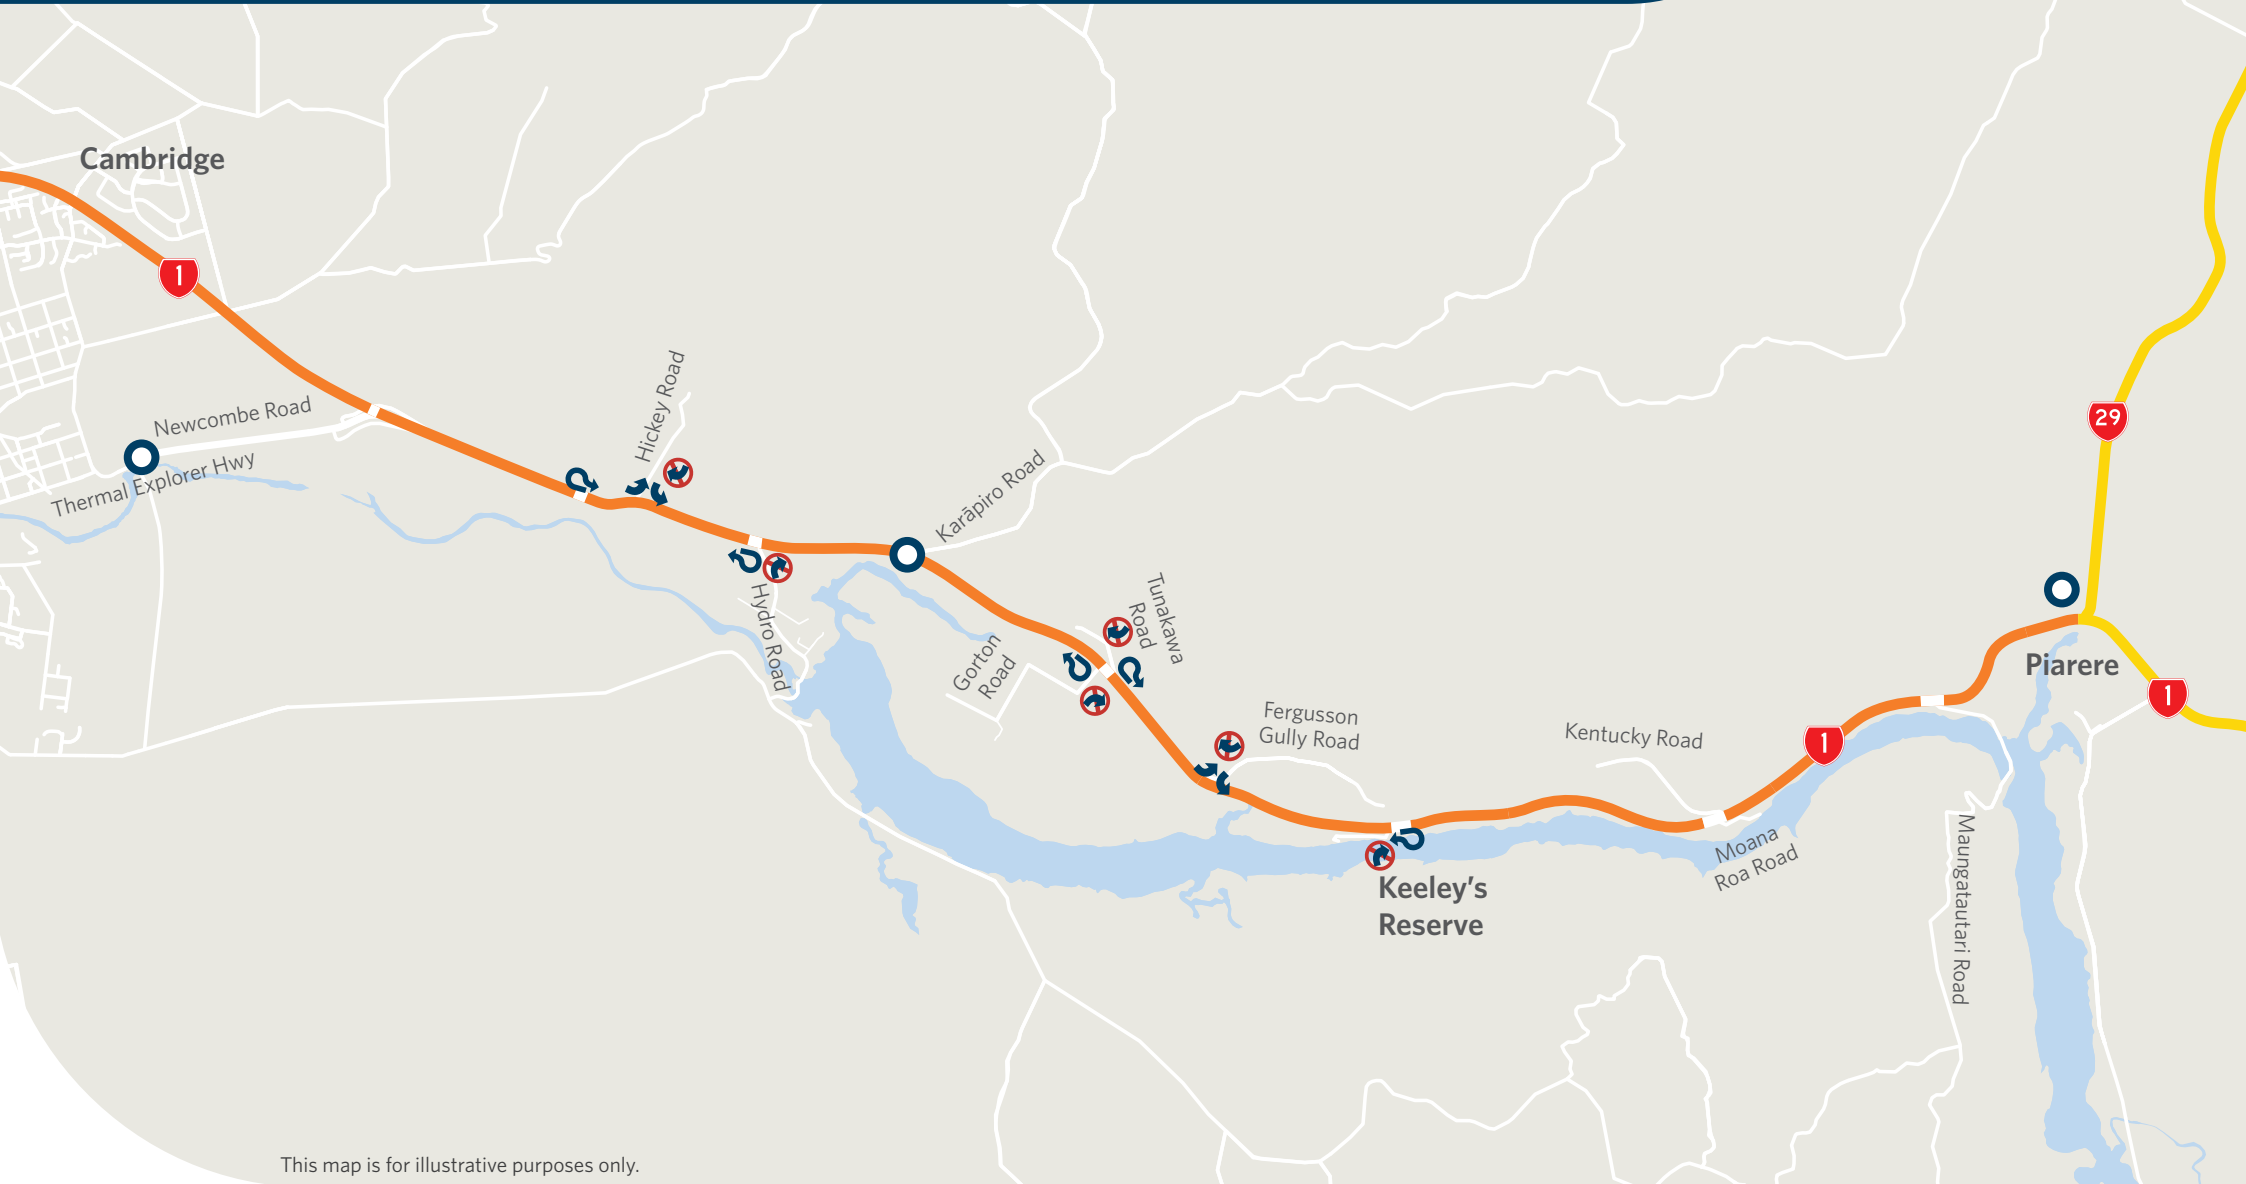 Cambridge
1
Newcombe Road
Thermal Explorer Hwy
Hickey Road
Karāpiro Road
Hydro Road
Gorton
Road
Tunakawa
Road
Fergusson
Gully Road
Kentucky Road
1
29
Piarere
1
Moana
Roa Road
Maungatautari Road
Keeley's
Reserve
This map is for illustrative purposes only.